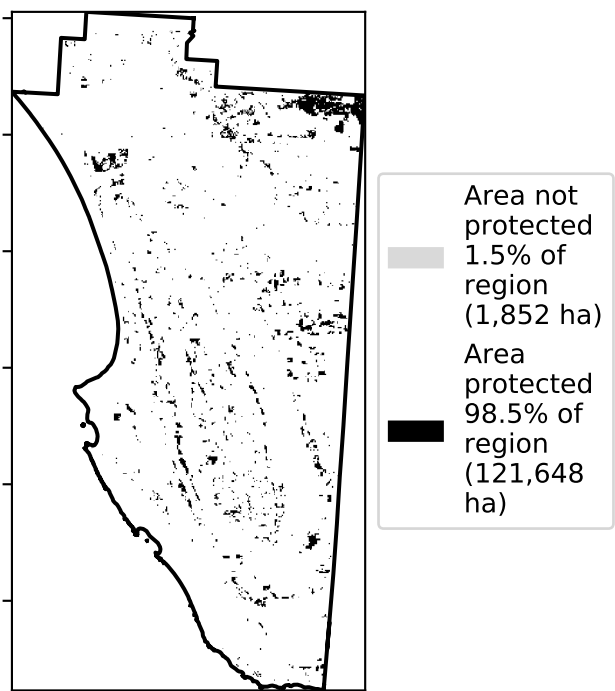 Area not
protected
1.5% of
region
(1,852 ha)
Area
protected
98.5% of
region
(121,648
ha)